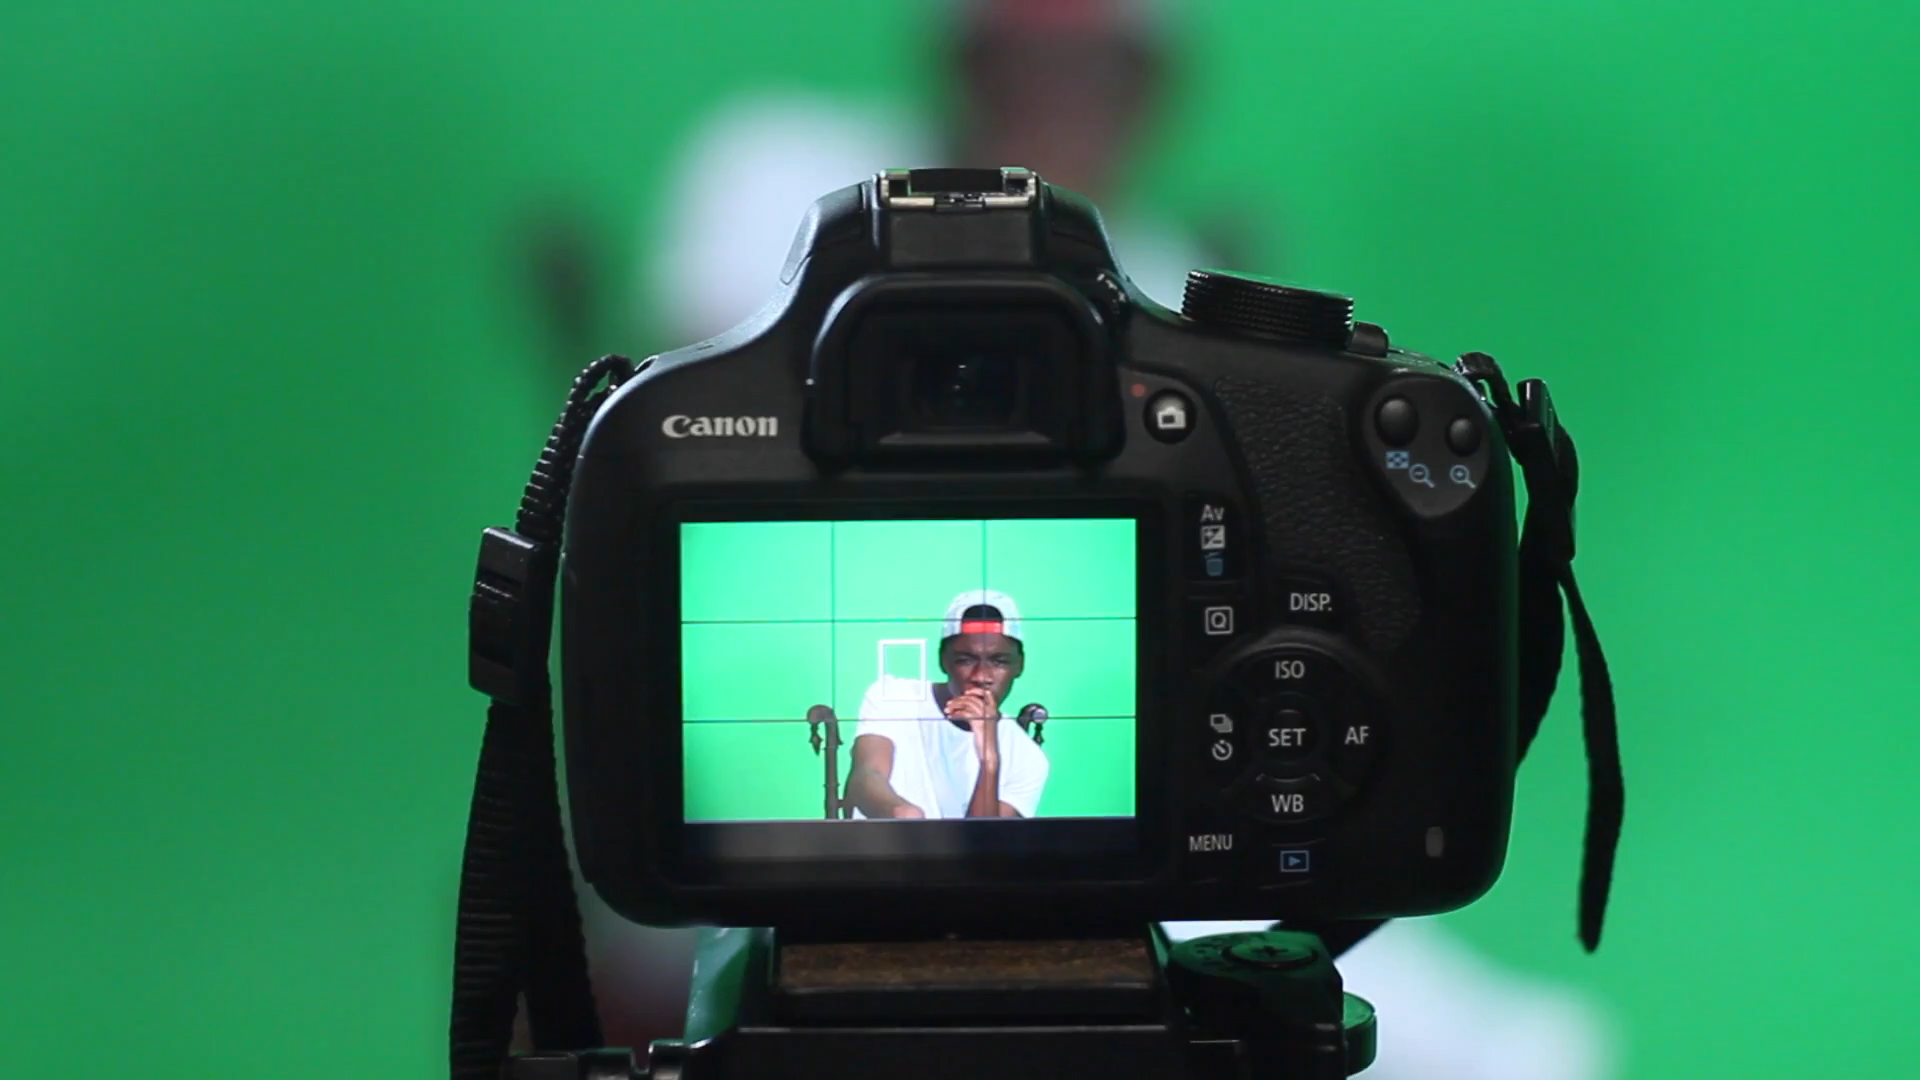 Canon
Av
Q
DISP.
ISO
SET
AF
WB
MENU